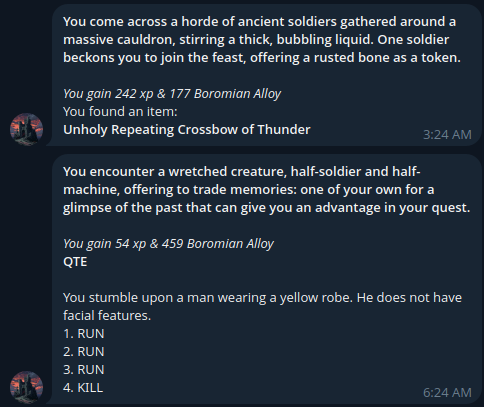 You come across a horde of ancient soldiers gathered around a
massive cauldron, stirring a thick, bubbling liquid. One soldier
beckons you to join the feast, offering a rusted bone as a token.
You gain 242 xp & 177 Boromian Alloy
You found an item:
Unholy Repeating Crossbow of Thunder
3:24 AM
You encounter a wretched creature, half-soldier and half-
machine, offering to trade memories: one of your own for a
glimpse of the past that can give you an advantage in your quest.
You gain 54 xp & 459 Boromian Alloy
QTE
You stumble upon a man wearing a yellow robe. He does not have
facial features.
1. RUN
2. RUN
3. RUN
4. KILL
6:24 AM